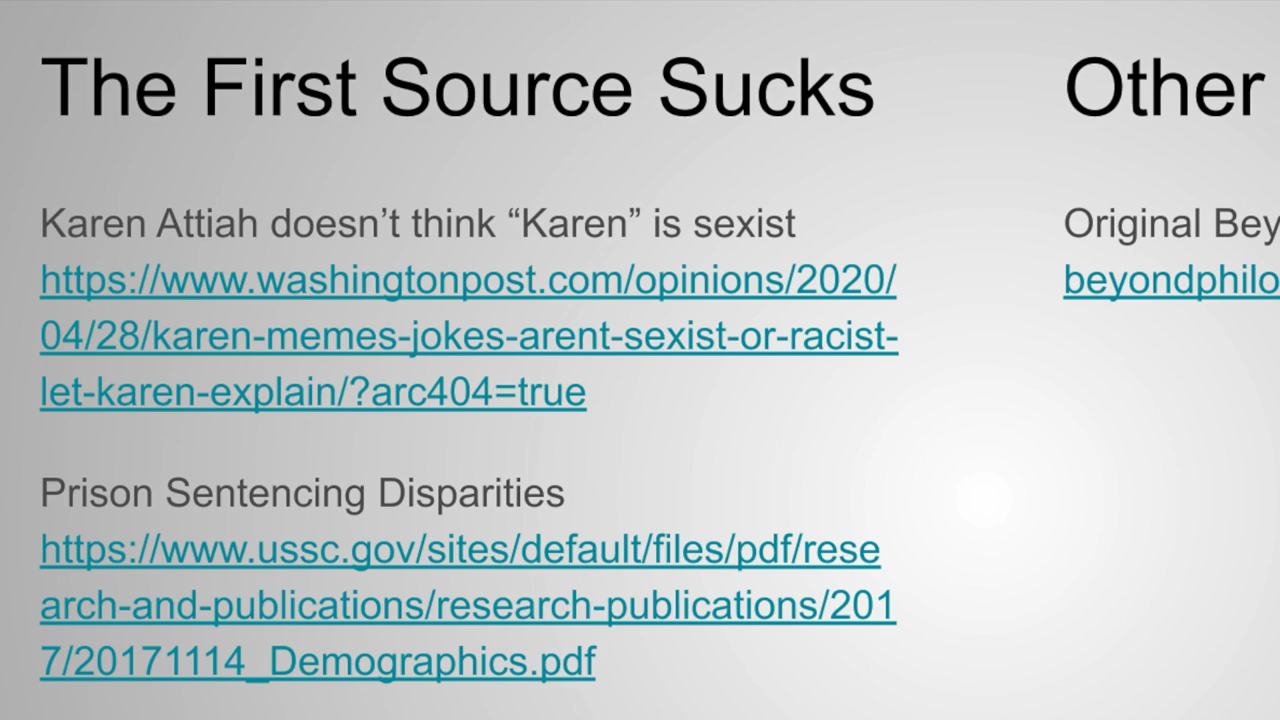 The First Source Sucks
Karen Attiah doesn’t think “Karen” is sexist
https://www.washingtonpost.com/opinions/2020/
04/28/karen-memes-jokes-arent-sexist-or-racist-
let-karen-explain/?arc404=true
Prison Sentencing Disparities
https://www.ussc.gov/sites/default/files/pdf/rese
arch-and-publications/research-publications/201
7/20171114_Demographics.pdf
Other
Original Bey
beyondphilo